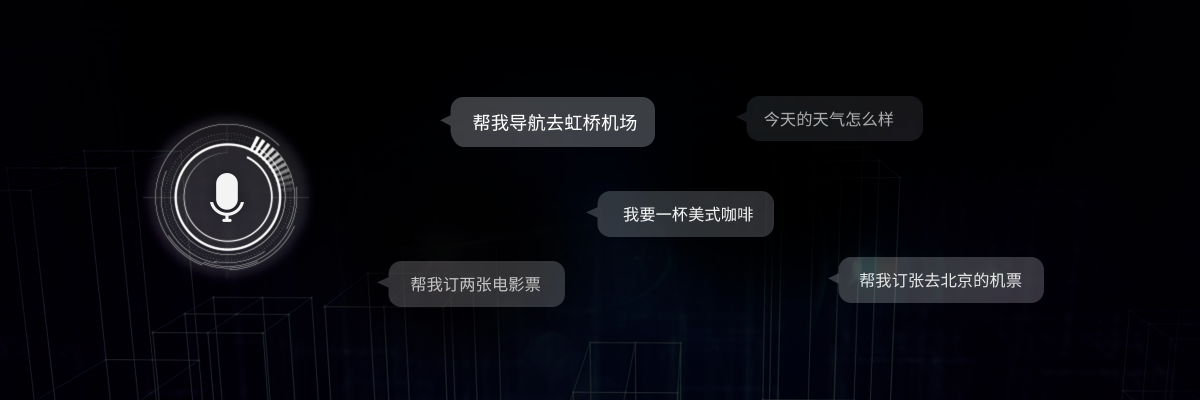 帮我导航去虹桥机场
今天的天气怎么样
我要一杯美式咖啡
帮我订两张电影票
帮我订张去北京的机票